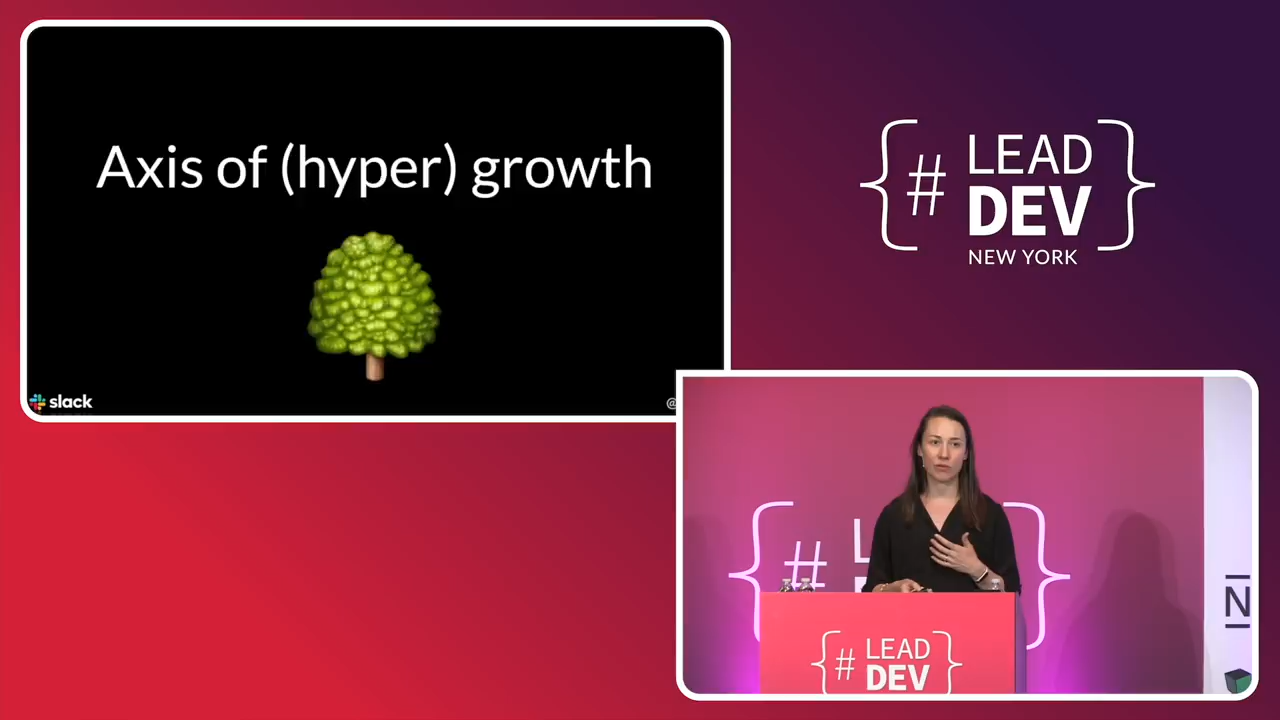 Axis of (hyper) growth
slack
@
{# LEAD
DEV}
NEW YORK
{# L
}
N
{# LEAD
DEV}